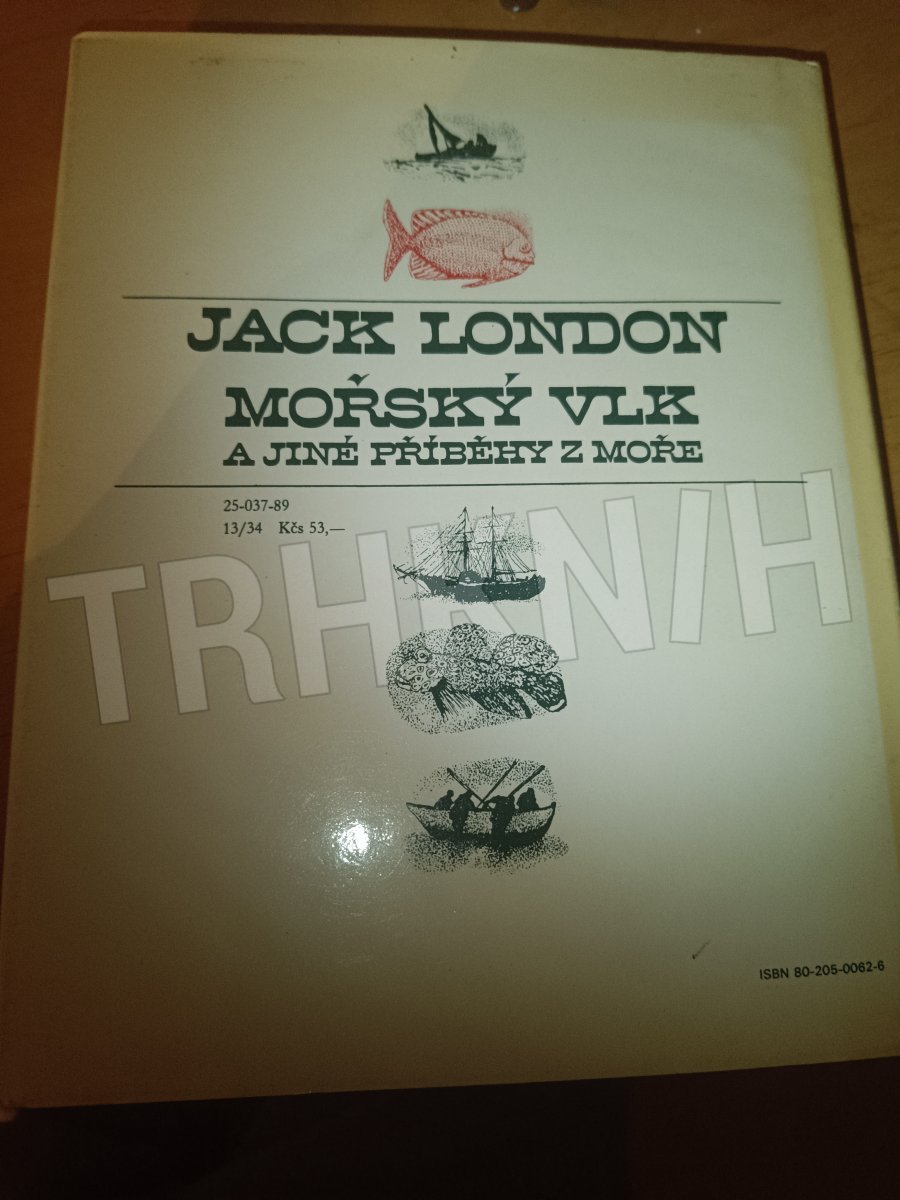 JACK LONDON
MOŘSKÝ VLK
A JINÉ PŘÍBĚHY Z MOŘE
25-037-89
13/34 Kčs 53,—
TRHKNIH
ISBN 80-205-0062-6